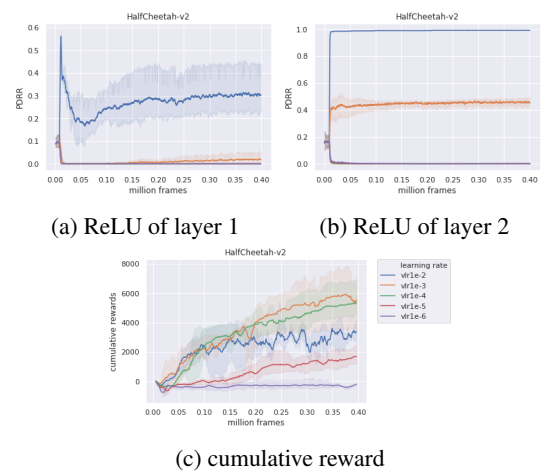 HalfCheetah-v2
0.6
0.5
0.4
0.3
0.2
0.1
0.0
PDRR
0.00 0.05 0.10 0.15 0.20 0.25 0.30 0.35 0.40
million frames
(a) ReLU of layer 1
HalfCheetah-v2
1.0
0.8
0.6
0.4
0.2
0.0
PDRR
0.00 0.05 0.10 0.15 0.20 0.25 0.30 0.35 0.40
million frames
(b) ReLU of layer 2
HalfCheetah-v2
8000
6000
4000
2000
0
cumulative rewards
0.00 0.05 0.10 0.15 0.20 0.25 0.30 0.35 0.40
million frames
learning rate
vlr1e-2
vlr1e-3
vlr1e-4
vlr1e-5
vlr1e-6
(c) cumulative reward